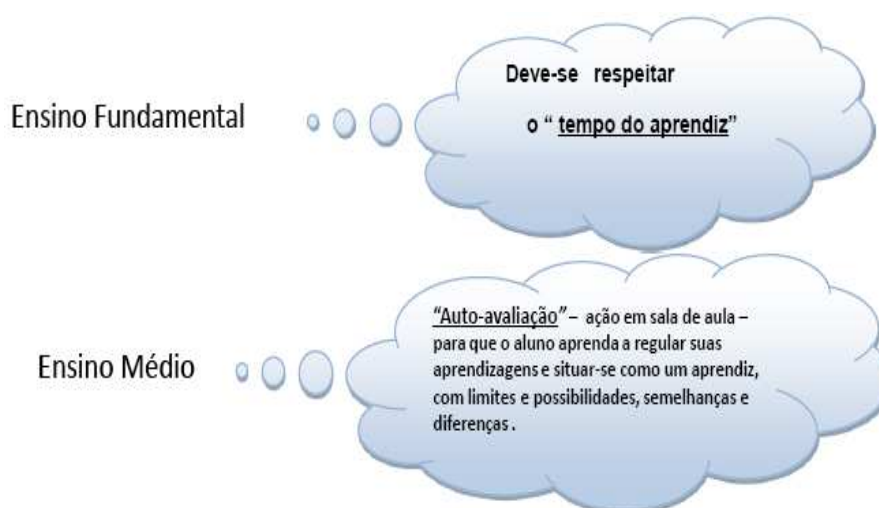 Deve-se respeitar
Ensino Fundamental
o “ tempo do aprendiz”
“Auto-avaliação” – ação em sala de aula –
para que o aluno aprenda a regular suas
Ensino Médio
aprendizagens e situar-se como um aprendiz,
com limites e possibilidades, semelhanças e
diferenças .